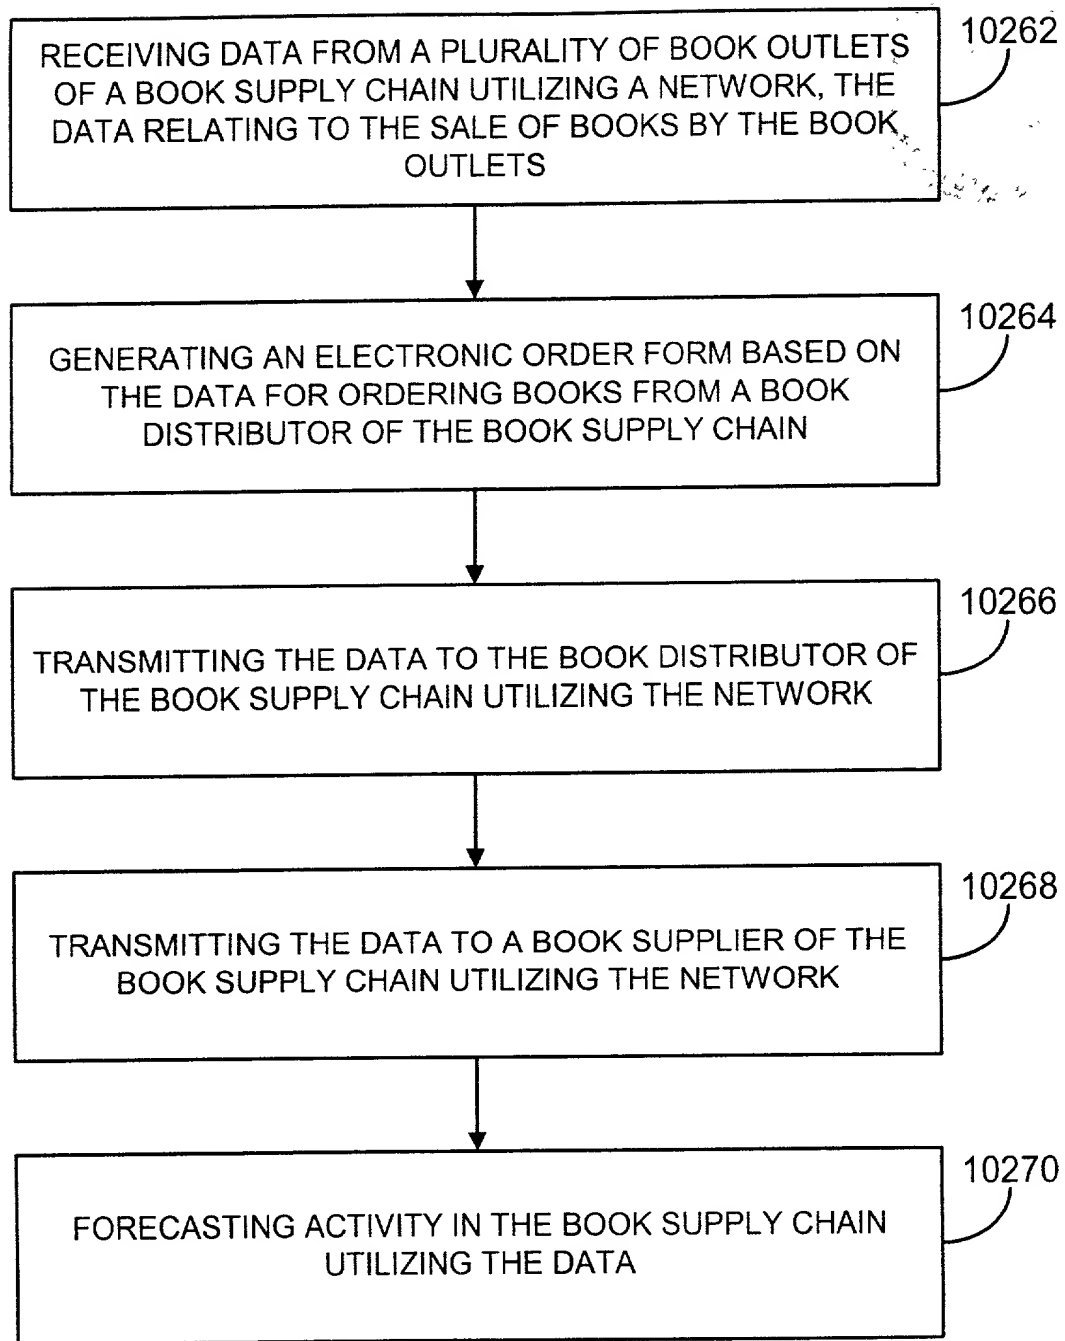 RECEIVING DATA FROM A PLURALITY OF BOOK OUTLETS
OF A BOOK SUPPLY CHAIN UTILIZING A NETWORK, THE
DATA RELATING TO THE SALE OF BOOKS BY THE BOOK
OUTLETS
10262
GENERATING AN ELECTRONIC ORDER FORM BASED ON
THE DATA FOR ORDERING BOOKS FROM A BOOK
DISTRIBUTOR OF THE BOOK SUPPLY CHAIN
10264
TRANSMITTING THE DATA TO THE BOOK DISTRIBUTOR OF
THE BOOK SUPPLY CHAIN UTILIZING THE NETWORK
10266
TRANSMITTING THE DATA TO A BOOK SUPPLIER OF THE
BOOK SUPPLY CHAIN UTILIZING THE NETWORK
10268
FORECASTING ACTIVITY IN THE BOOK SUPPLY CHAIN
UTILIZING THE DATA
10270